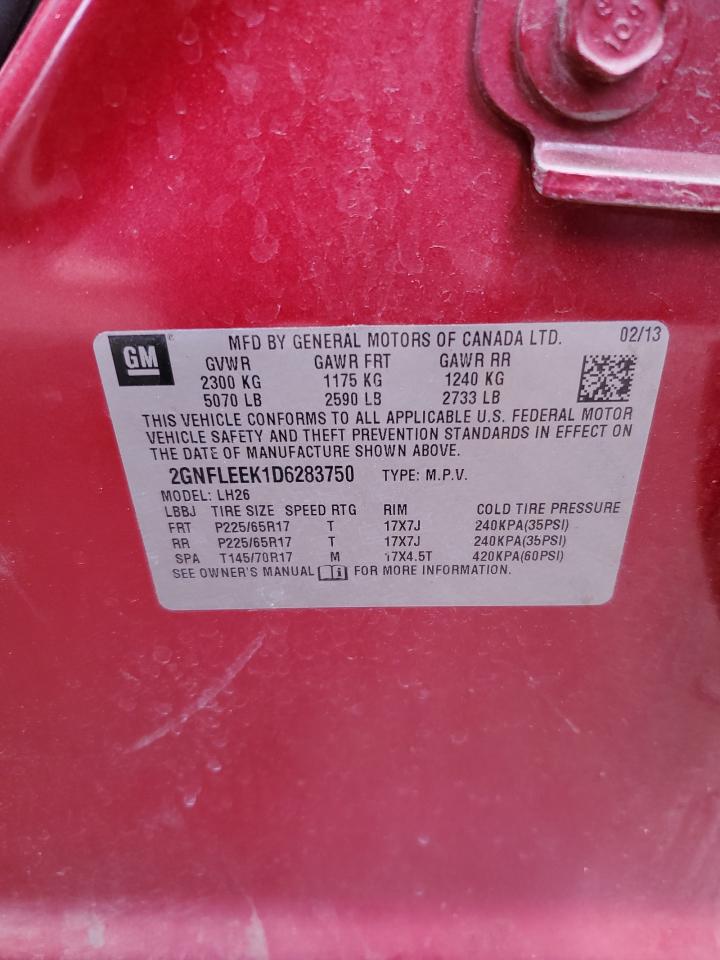 GM
MFD BY GENERAL MOTORS OF CANADA LTD. 02/13
GVWR GAWR FRT GAWR RR
2300 KG 1175 KG 1240 KG
5070 LB 2590 LB 2733 LB
THIS VEHICLE CONFORMS TO ALL APPLICABLE U.S. FEDERAL MOTOR
VEHICLE SAFETY AND THEFT PREVENTION STANDARDS IN EFFECT ON
THE DATE OF MANUFACTURE SHOWN ABOVE.
2GNFLEEK1D6283750 TYPE: M.P.V.
MODEL: LH26
LBBJ TIRE SIZE SPEED RTG RIM COLD TIRE PRESSURE
FRT P225/65R17 T 17X7J 240KPA(35PSI)
RR P225/65R17 T 17X7J 240KPA(35PSI)
SPA T145/70R17 M 17X4.5T 420KPA(60PSI)
SEE OWNER'S MANUAL FOR MORE INFORMATION.